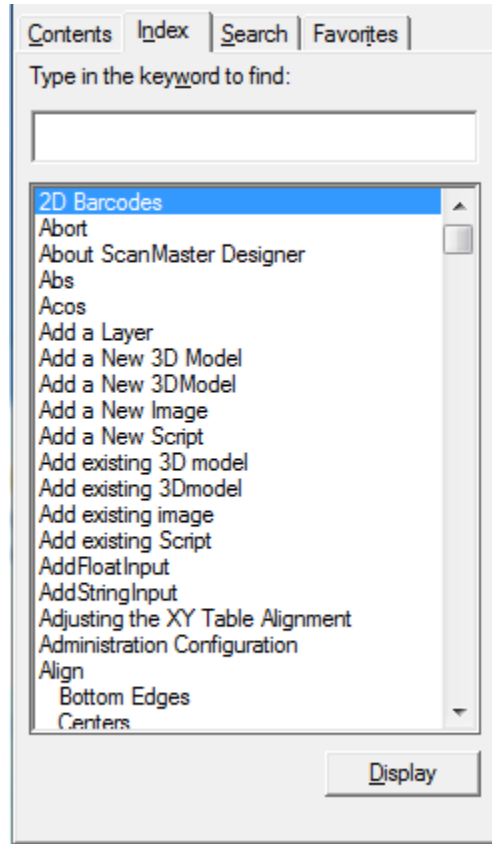 Contents Index Search Favorites
Type in the keyword to find:
2D Barcodes
Abort
About ScanMaster Designer
Abs
Acos
Add a Layer
Add a New 3D Model
Add a New 3DModel
Add a New Image
Add a New Script
Add existing 3D model
Add existing 3Dmodel
Add existing image
Add existing Script
AddFloatInput
AddStringInput
Adjusting the XY Table Alignment
Administration Configuration
Align
Bottom Edges
Centers
Display